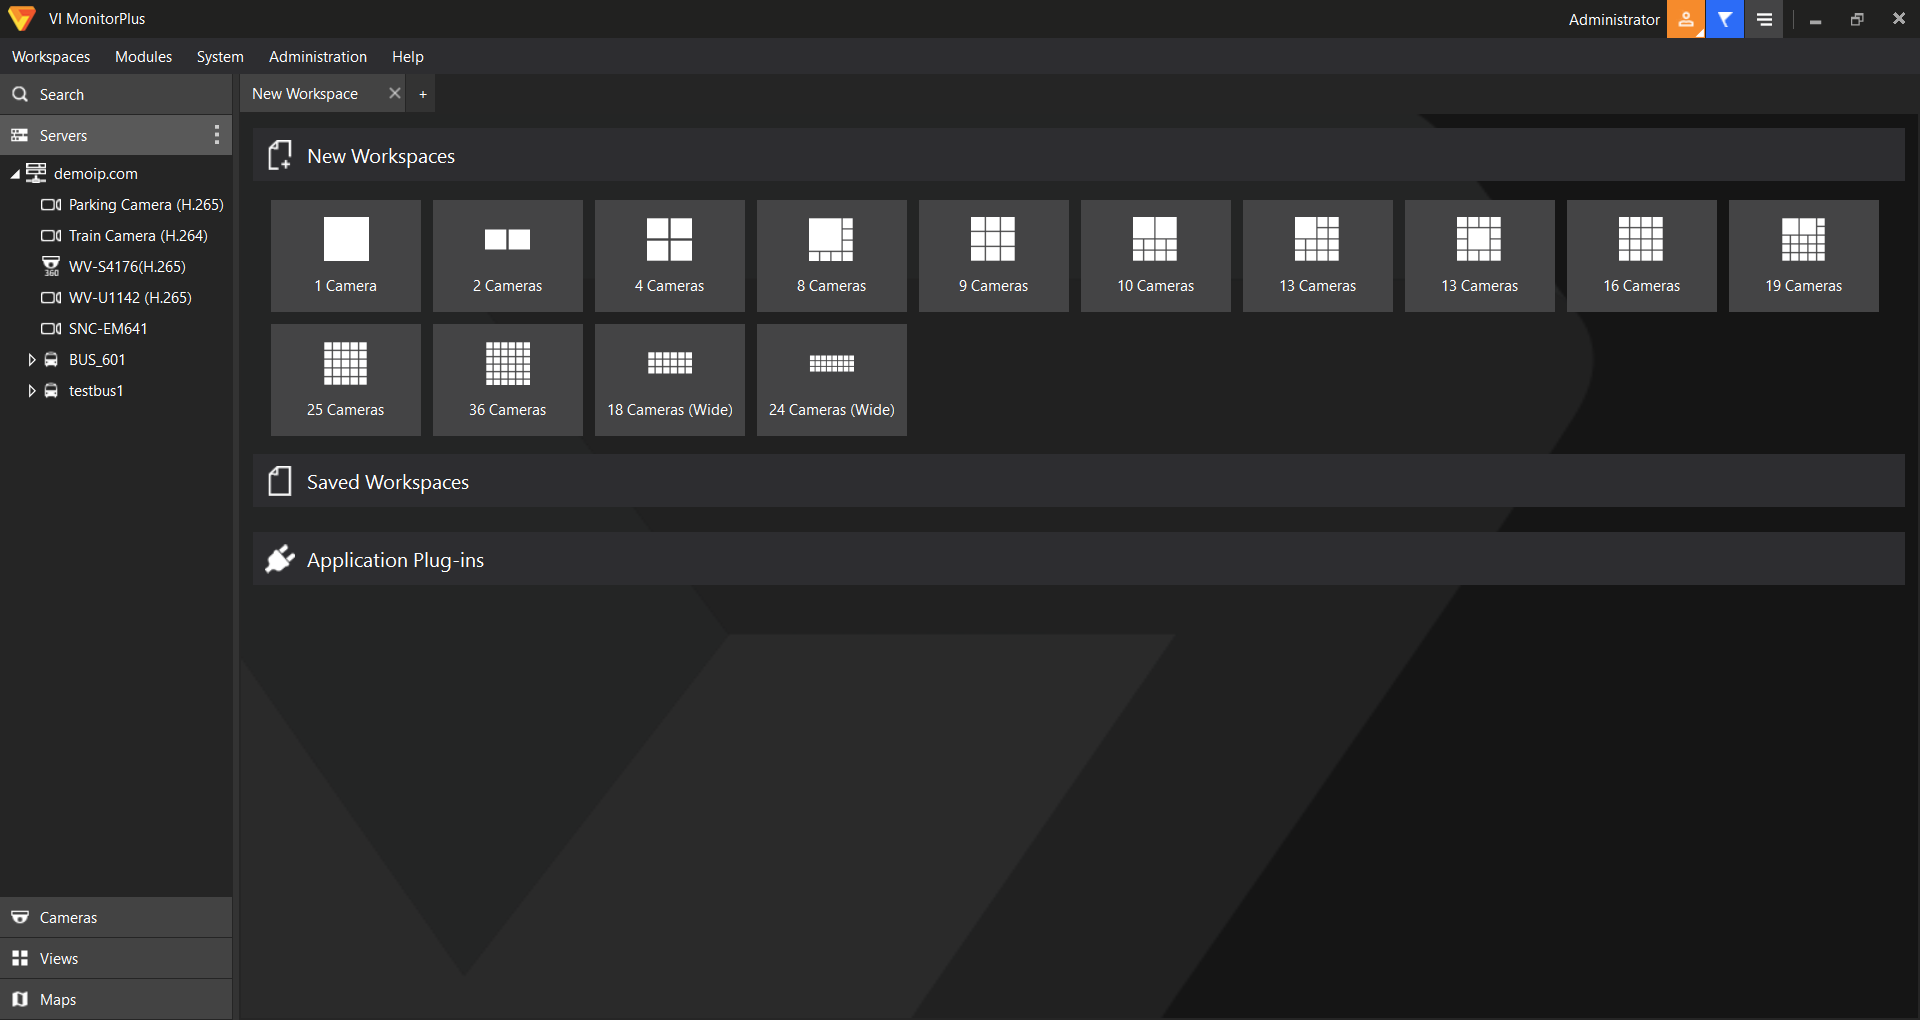 VI MonitorPlus
Administrator
Workspaces Modules System Administration Help
Search
Servers
demoip.com
Parking Camera (H.265)
Train Camera (H.264)
360
WV-S4176(H.265)
WV-U1142 (H.265)
SNC-EM641
BUS_601
testbus1
Cameras
Views
Maps
New Workspace
+
New Workspaces
1 Camera
2 Cameras
4 Cameras
8 Cameras
9 Cameras
10 Cameras
13 Cameras
13 Cameras
16 Cameras
19 Cameras
25 Cameras
36 Cameras
18 Cameras (Wide)
24 Cameras (Wide)
Saved Workspaces
Application Plug-ins